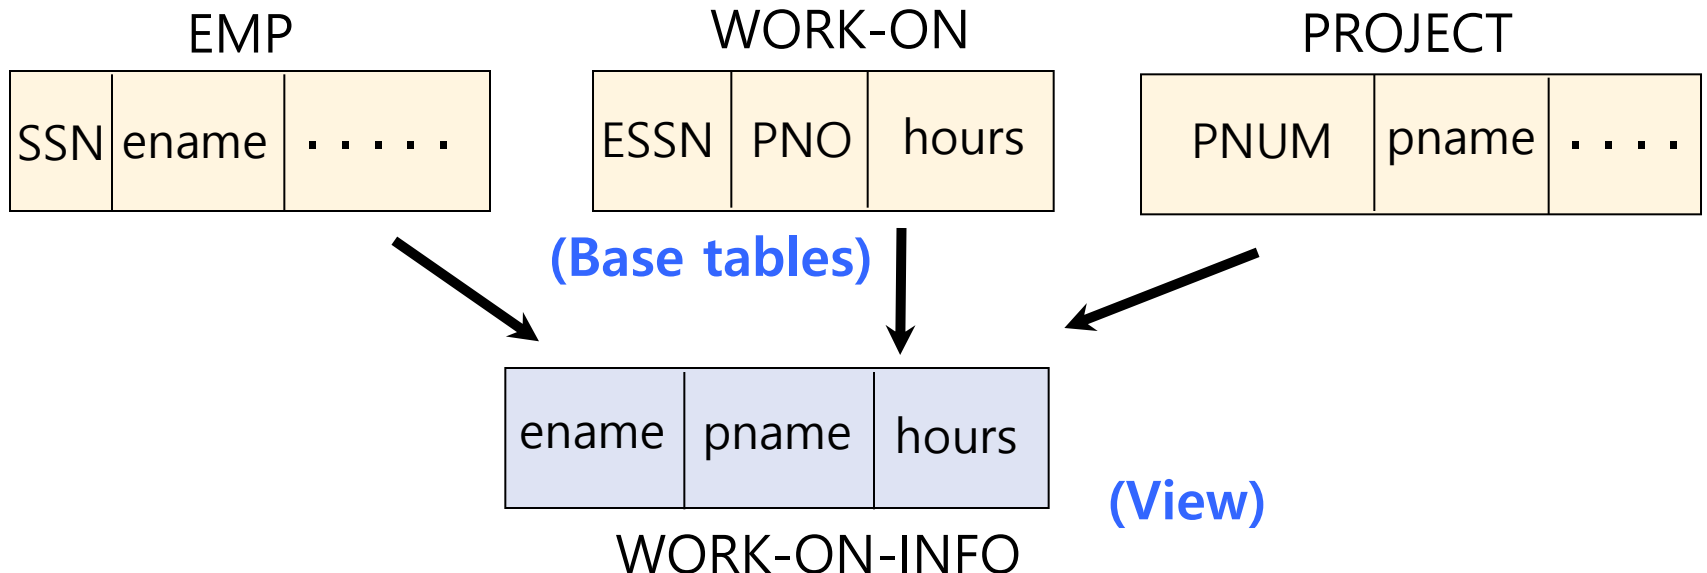 EMP
WORK-ON
PROJECT
SSN ename . . . . .
ESSN PNO hours
PNUM pname . . . .
(Base tables)
ename pname hours
(View)
WORK-ON-INFO